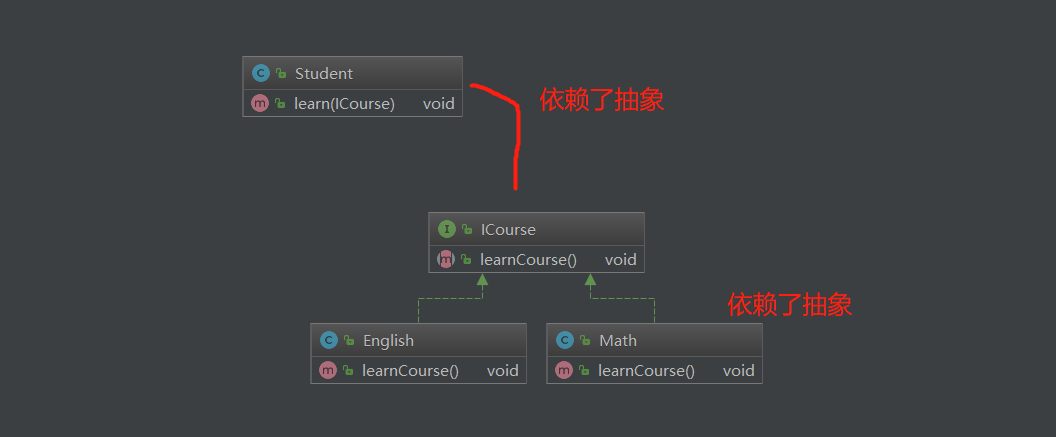 Student
learn(ICourse) void
依赖了抽象
ICourse
learnCourse() void
依赖了抽象
English
learnCourse() void
Math
learnCourse() void